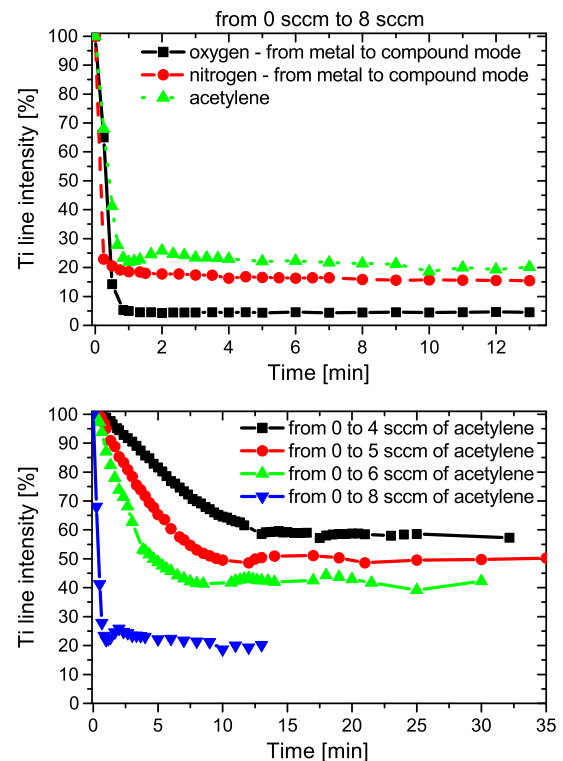 from 0 sccm to 8 sccm
oxygen - from metal to compound mode
nitrogen - from metal to compound mode
acetylene
Ti line intensity [%]
100
90
80
70
60
50
40
30
20
10
0
0 2 4 6 8 10 12
Time [min]
from 0 to 4 sccm of acetylene
from 0 to 5 sccm of acetylene
from 0 to 6 sccm of acetylene
from 0 to 8 sccm of acetylene
Ti line intensity [%]
100
90
80
70
60
50
40
30
20
10
0
0 5 10 15 20 25 30 35
Time [min]